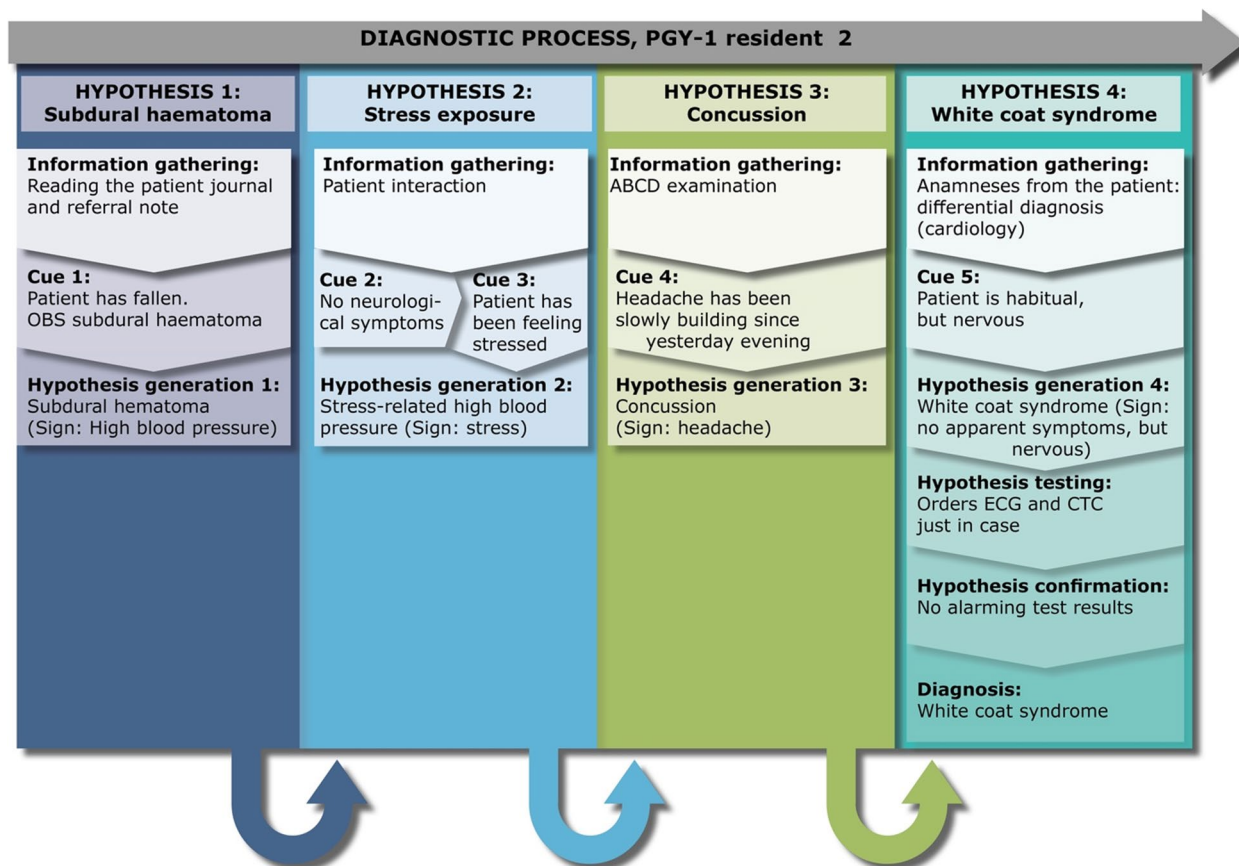 DIAGNOSTIC PROCESS, PGY-1 resident 2
HYPOTHESIS 1:
Subdural haematoma
Information gathering:
Reading the patient journal
and referral note
Cue 1:
Patient has fallen.
OBS subdural haematoma
Hypothesis generation 1:
Subdural hematoma
(Sign: High blood pressure)
HYPOTHESIS 2:
Stress exposure
Information gathering:
Patient interaction
Cue 2:
No neurologi-
cal symptoms
Cue 3:
Patient has
been feeling
stressed
Hypothesis generation 2:
Stress-related high blood
pressure (Sign: stress)
HYPOTHESIS 3:
Concussion
Information gathering:
ABCD examination
Cue 4:
Headache has been
slowly building since
yesterday evening
Hypothesis generation 3:
Concussion
(Sign: headache)
HYPOTHESIS 4:
White coat syndrome
Information gathering:
Anamneses from the patient:
differential diagnosis
(cardiology)
Cue 5:
Patient is habitual,
but nervous
Hypothesis generation 4:
White coat syndrome (Sign:
no apparent symptoms, but
nervous)
Hypothesis testing:
Orders ECG and CTC
just in case
Hypothesis confirmation:
No alarming test results
Diagnosis:
White coat syndrome